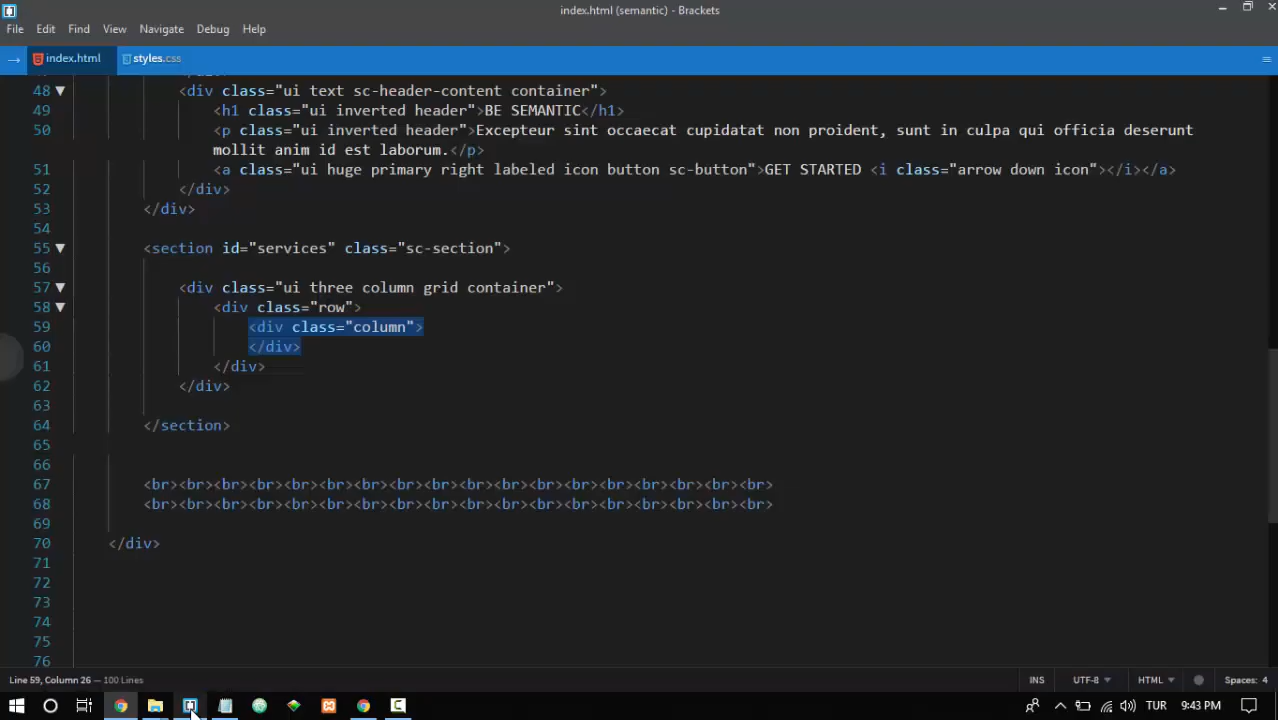 index.html (semantic) - Brackets
File Edit Find View Navigate Debug Help
→ index.html styles.css
48 ▼ <div class="ui text sc-header-content container">
49 <h1 class="ui inverted header">BE SEMANTIC</h1>
50 <p class="ui inverted header">Excepteur sint occaecat cupidatat non proident, sunt in culpa qui officia deserunt
mollit anim id est laborum.</p>
51 <a class="ui huge primary right labeled icon button sc-button">GET STARTED <i class="arrow down icon"></i></a>
52 </div>
53 </div>
54
55 ▼ <section id="services" class="sc-section">
56
57 ▼ <div class="ui three column grid container">
58 ▼ <div class="row">
59 <div class="column">
60 </div>
61 </div>
62 </div>
63
64 </section>
65
66
67 <br><br><br><br><br><br><br><br><br><br><br><br><br><br><br><br><br><br>
68 <br><br><br><br><br><br><br><br><br><br><br><br><br><br><br><br><br><br>
69
70 </div>
71
72
73
74
75
76
Line 59, Column 26 — 100 Lines INS UTF-8 HTML Spaces: 4
TUR 9:43 PM